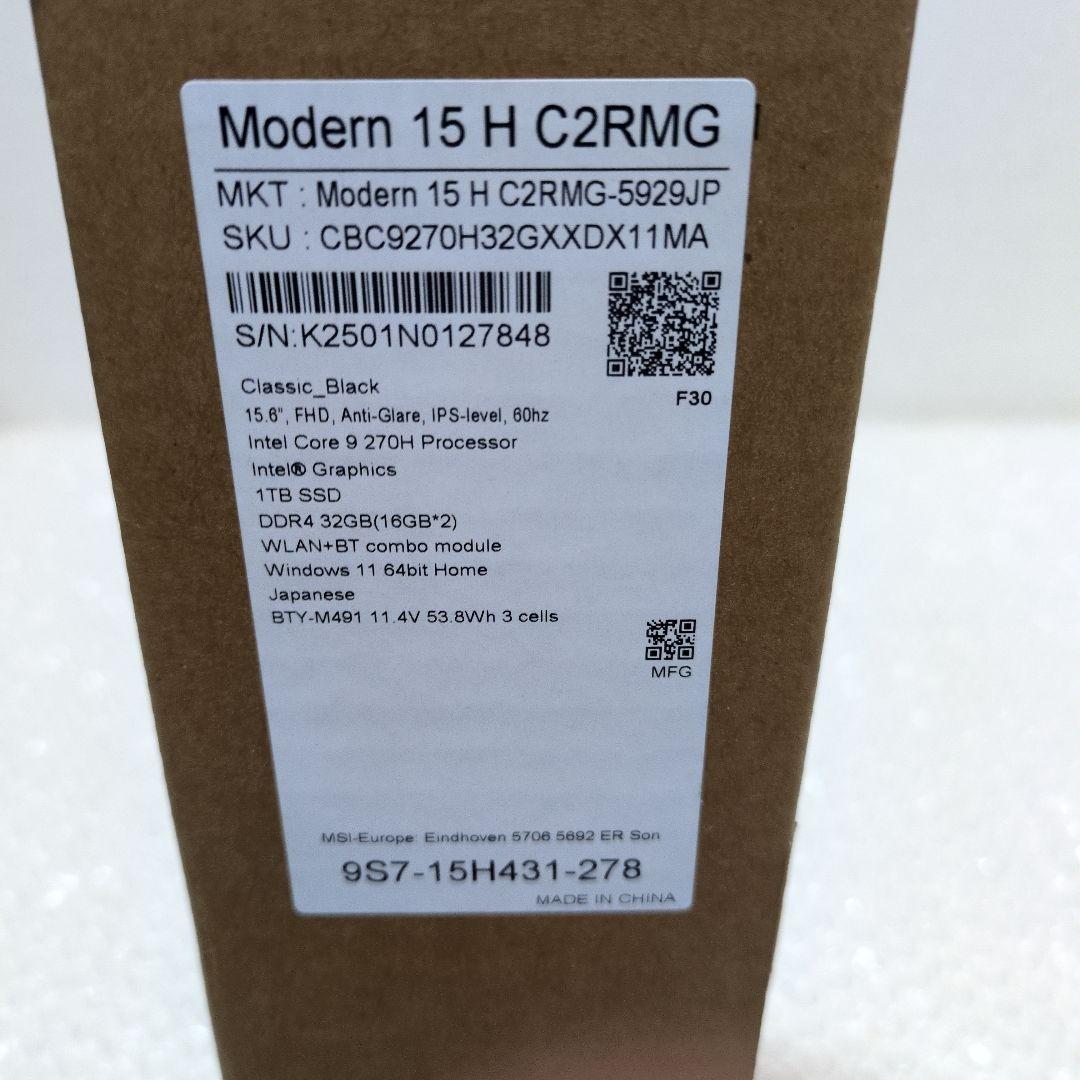 Modern 15 H C2RMG
MKT : Modern 15 H C2RMG-5929JP
SKU : CBC9270H32GXXDX11MA
S/N:K2501N0127848
F30
Classic_Black
15.6", FHD, Anti-Glare, IPS-level, 60hz
Intel Core 9 270H Processor
Intel® Graphics
1TB SSD
DDR4 32GB(16GB*2)
WLAN+BT combo module
Windows 11 64bit Home
Japanese
BTY-M491 11.4V 53.8Wh 3 cells
MFG
MSI-Europe: Eindhoven 5706 5692 ER Son
9S7-15H431-278
MADE IN CHINA